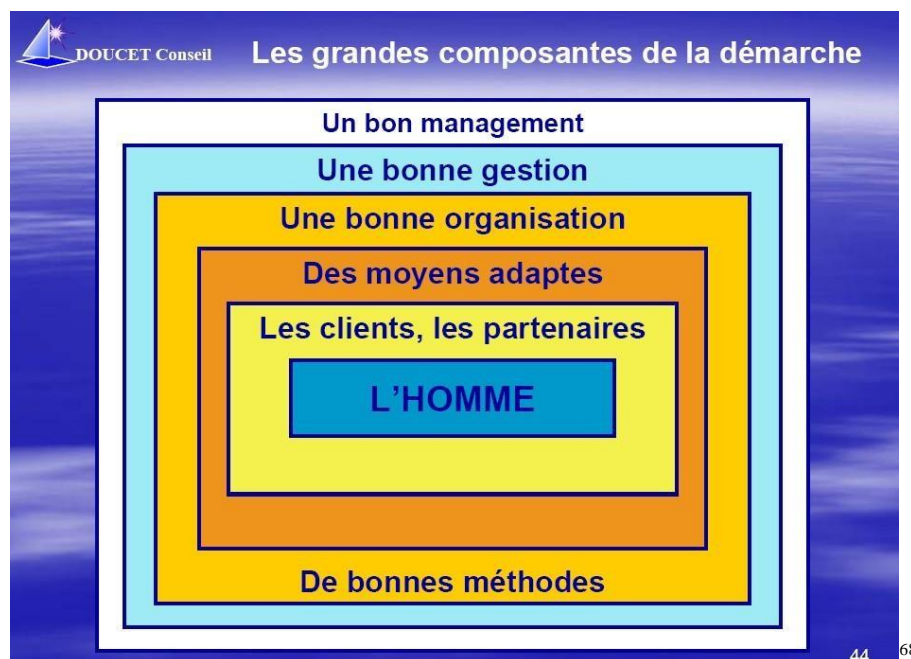 DOUCET Conseil
Les grandes composantes de la démarche
Un bon management
Une bonne gestion
Une bonne organisation
Des moyens adaptes
Les clients, les partenaires
L'HOMME
De bonnes méthodes
44
68